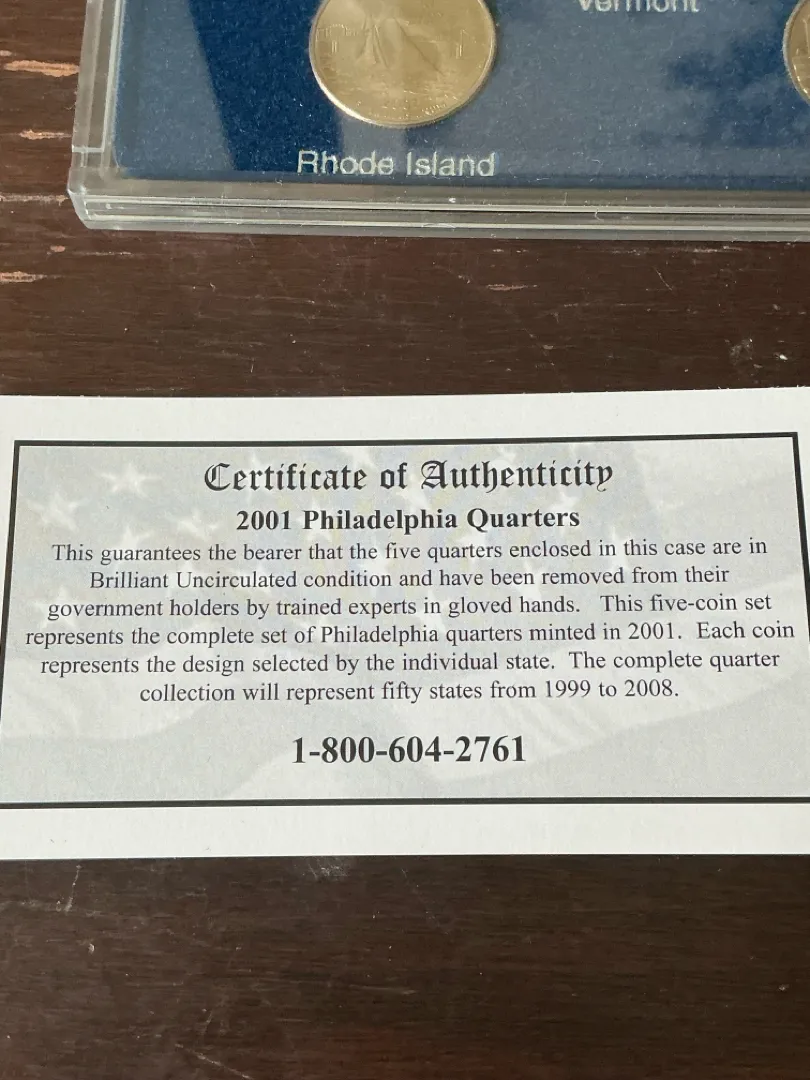 Vermont
Rhode Island
Certificate of Authenticity
2001 Philadelphia Quarters
This guarantees the bearer that the five quarters enclosed in this case are in
Brilliant Uncirculated condition and have been removed from their
government holders by trained experts in gloved hands. This five-coin set
represents the complete set of Philadelphia quarters minted in 2001. Each coin
represents the design selected by the individual state. The complete quarter
collection will represent fifty states from 1999 to 2008.
1-800-604-2761